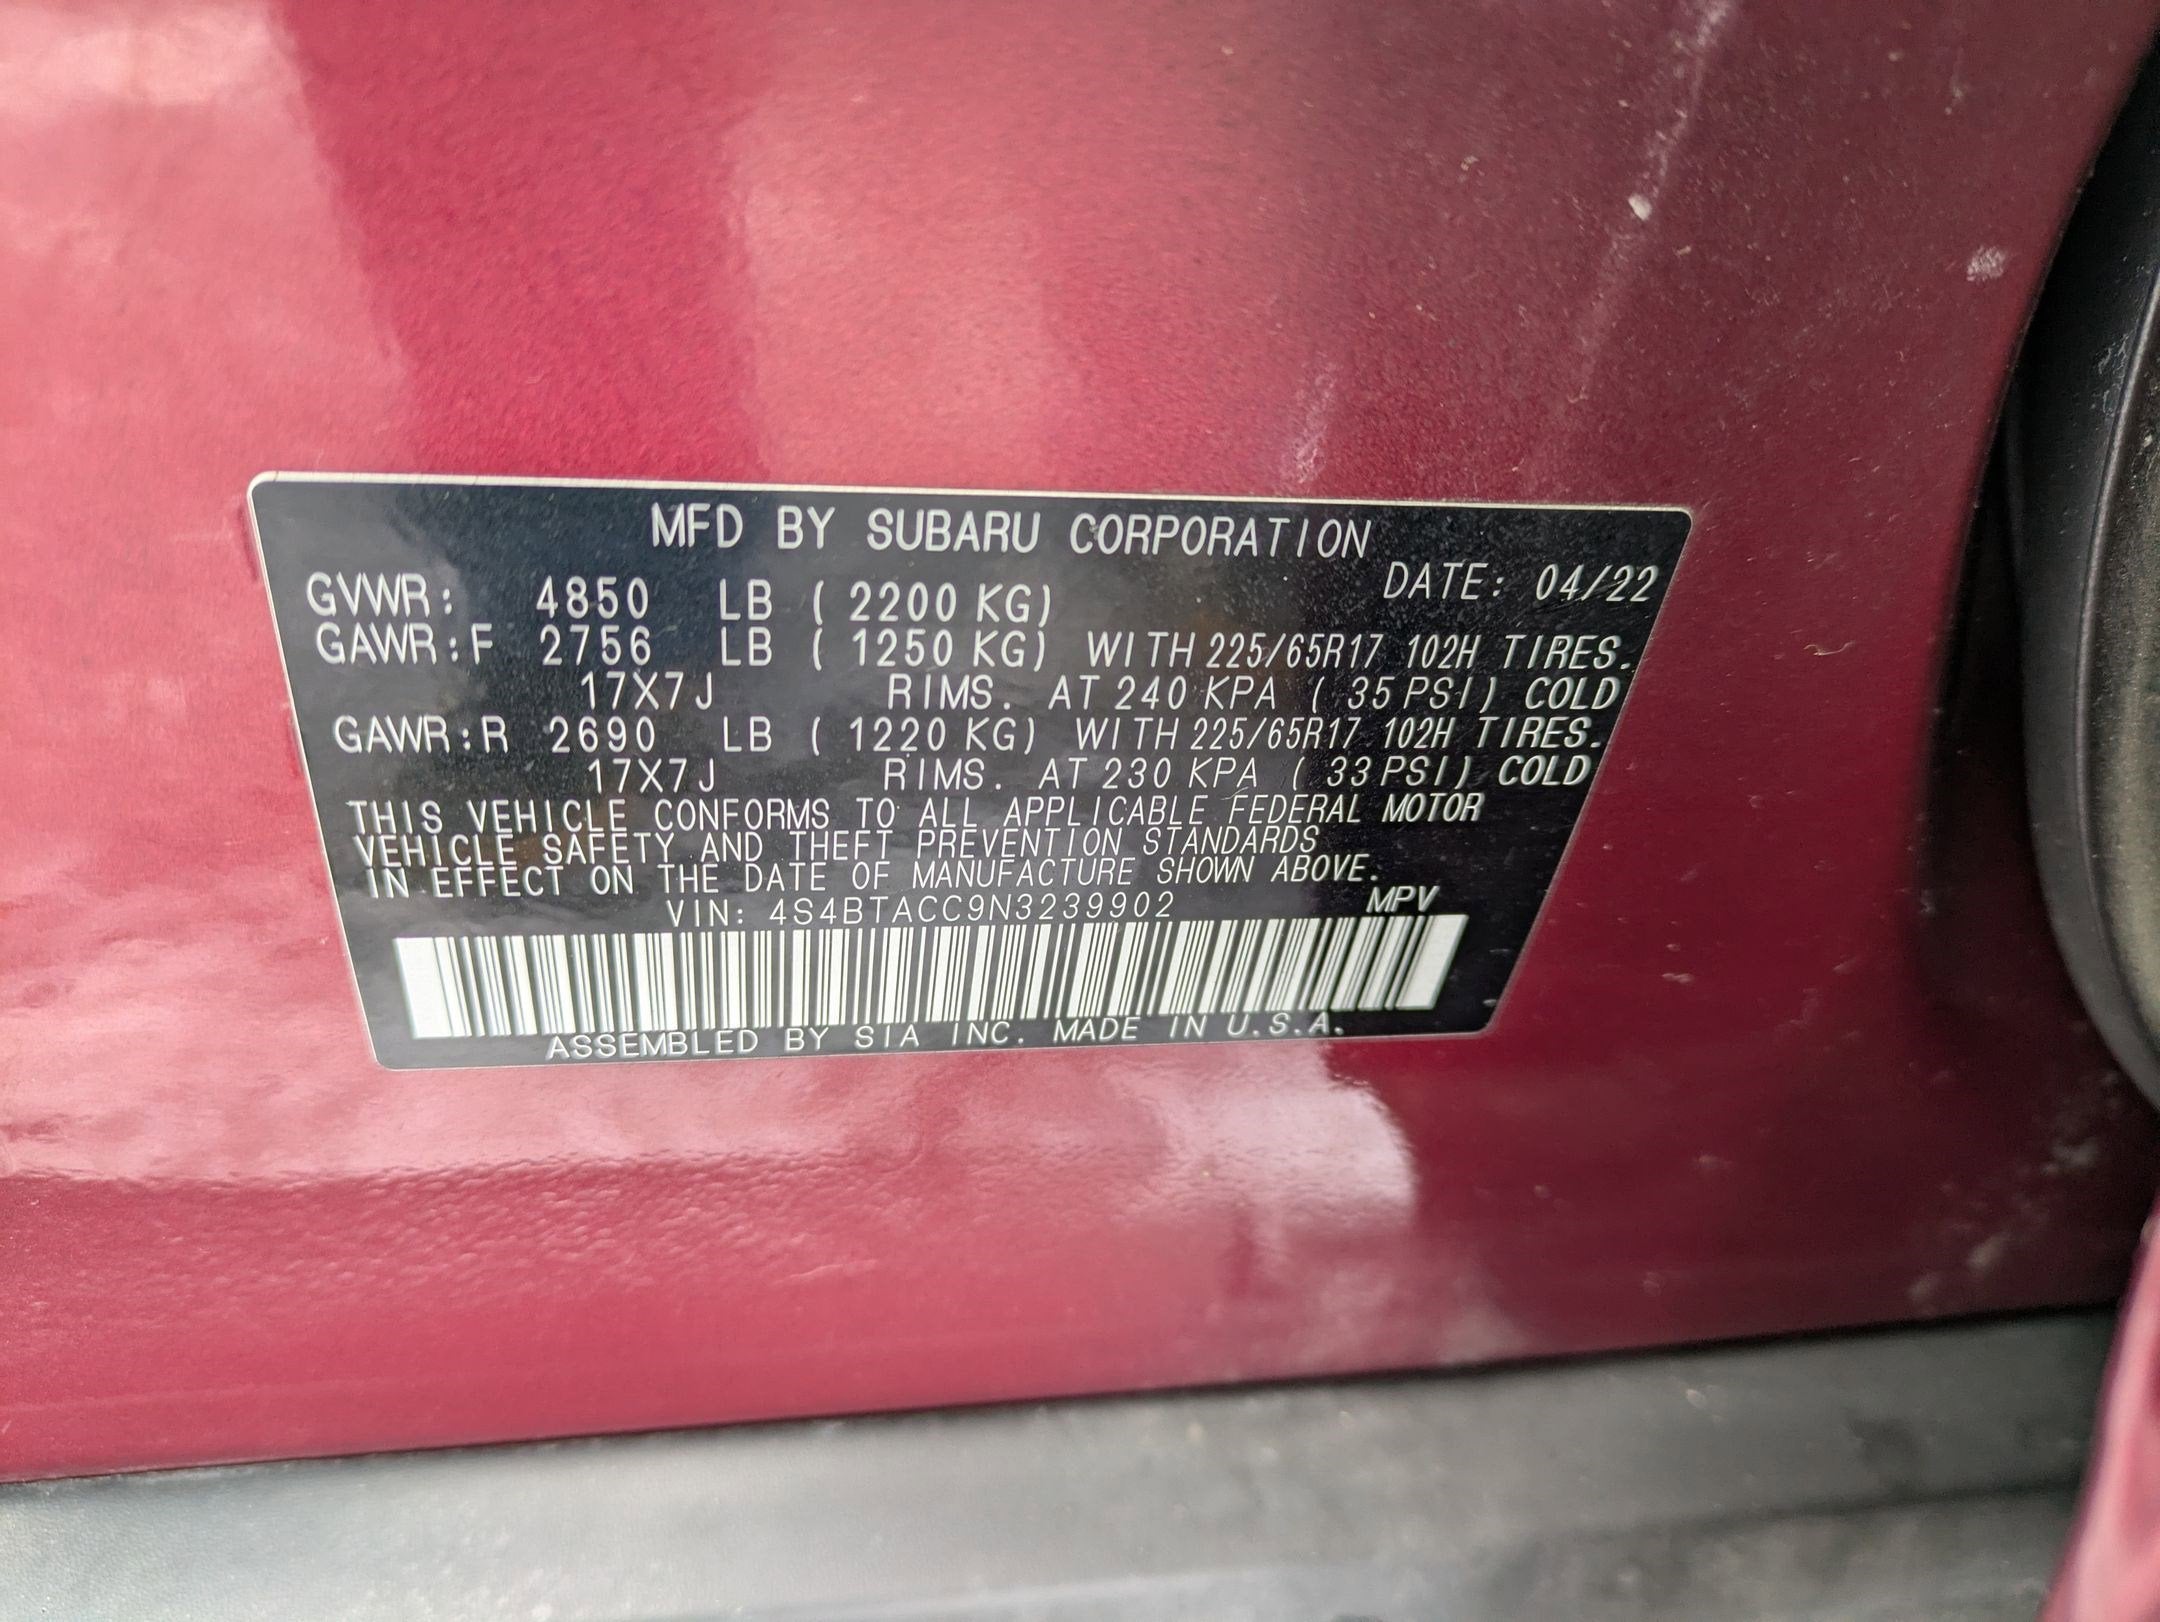 MFD BY SUBARU CORPORATION
DATE: 04/22
GVWR: 4850 LB ( 2200 KG)
GAWR:F 2756 LB ( 1250 KG) WITH 225/65R17 102H TIRES.
17X7J RIMS. AT 240 KPA ( 35 PSI) COLD
GAWR:R 2690 LB ( 1220 KG) WITH 225/65R17 102H TIRES.
17X7J RIMS. AT 230 KPA ( 33 PSI) COLD
THIS VEHICLE CONFORMS TO ALL APPLICABLE FEDERAL MOTOR
VEHICLE SAFETY AND THEFT PREVENTION STANDARDS
IN EFFECT ON THE DATE OF MANUFACTURE SHOWN ABOVE.
VIN: 4S4BTACC9N3239902 MPV
ASSEMBLED BY SIA INC. MADE IN U.S.A.